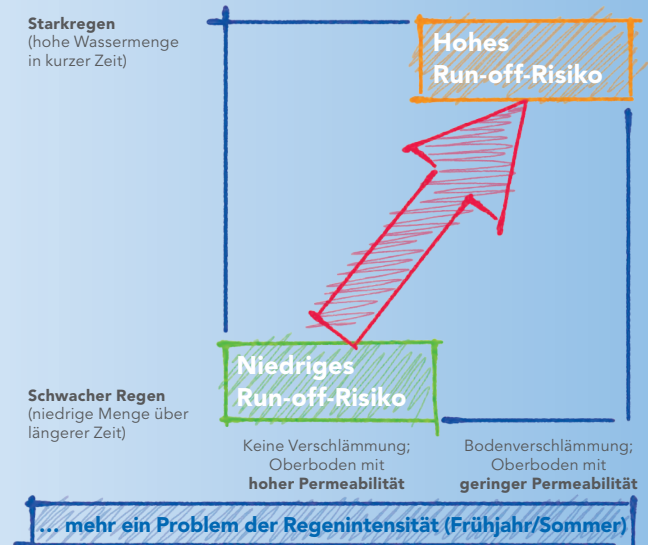 Starkregen
(hohe Wassermenge
in kurzer Zeit)
Hohes
Run-off-Risiko
Niedriges
Run-off-Risiko
Schwacher Regen
(niedrige Menge über
längerer Zeit)
Keine Verschlämmung;
Oberboden mit
hoher Permeabilität
Bodenverschlämmung;
Oberboden mit
geringer Permeabilität
... mehr ein Problem der Regenintensität (Frühjahr/Sommer)